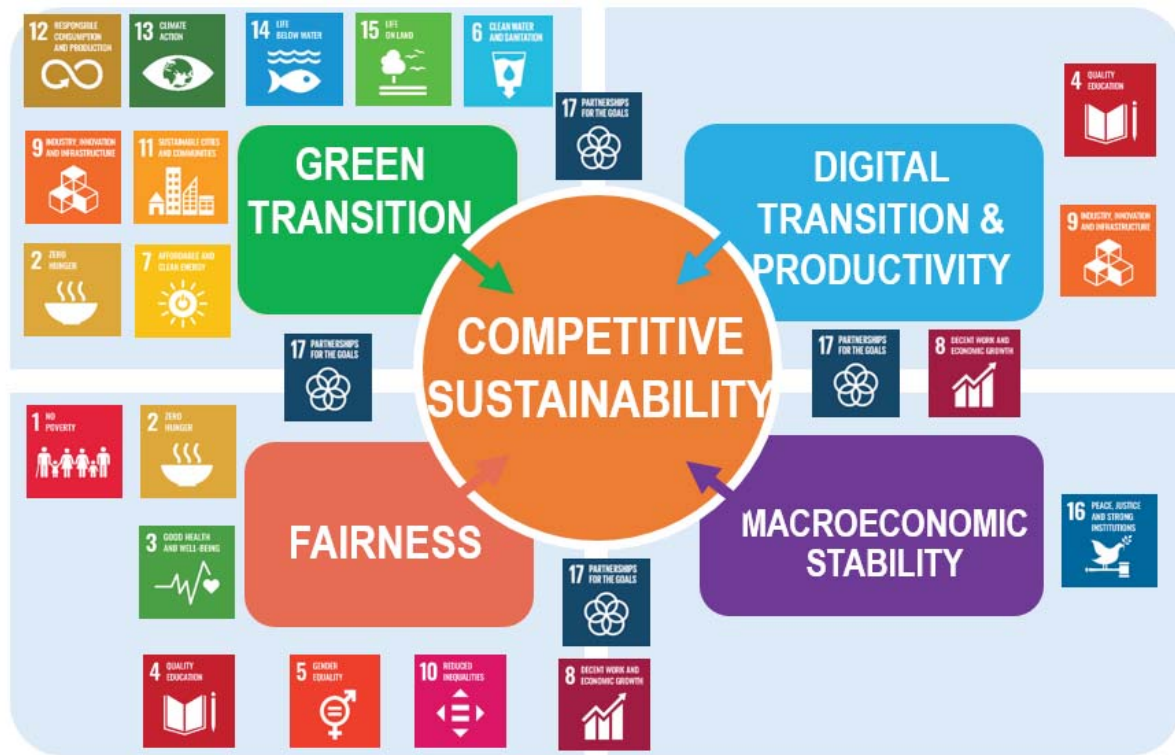 12 RESPONSIBLE
CONSUMPTION
AND PRODUCTION
13 CLIMATE
ACTION
14 LIFE
BELOW WATER
15 LIFE
ON LAND
6 CLEAN WATER
AND SANITATION
9 INDUSTRY, INNOVATION
AND INFRASTRUCTURE
11 SUSTAINABLE CITIES
AND COMMUNITIES
2 ZERO
HUNGER
7 AFFORDABLE AND
CLEAN ENERGY
GREEN
TRANSITION
17 PARTNERSHIPS
FOR THE GOALS
DIGITAL
TRANSITION &
PRODUCTIVITY
4 QUALITY
EDUCATION
9 INDUSTRY, INNOVATION
AND INFRASTRUCTURE
17 PARTNERSHIPS
FOR THE GOALS
COMPETITIVE
SUSTAINABILITY
17 PARTNERSHIPS
FOR THE GOALS
8 DECENT WORK AND
ECONOMIC GROWTH
1 NO
POVERTY
2 ZERO
HUNGER
3 GOOD HEALTH
AND WELL-BEING
FAIRNESS
4 QUALITY
EDUCATION
5 GENDER
EQUALITY
10 REDUCED
INEQUALITIES
17 PARTNERSHIPS
FOR THE GOALS
8 DECENT WORK AND
ECONOMIC GROWTH
MACROECONOMIC
STABILITY
16 PEACE, JUSTICE
AND STRONG
INSTITUTIONS